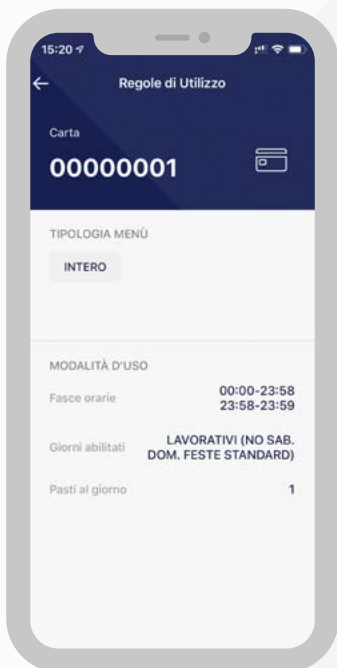 15:20
Regole di Utilizzo
Carta
00000001
TIPOLOGIA MENÙ
INTERO
MODALITÀ D'USO
Fasce orarie
00:00-23:58
23:58-23:59
Giorni abilitati
LAVORATIVI (NO SAB.
DOM. FESTE STANDARD)
Pasti al giorno
1